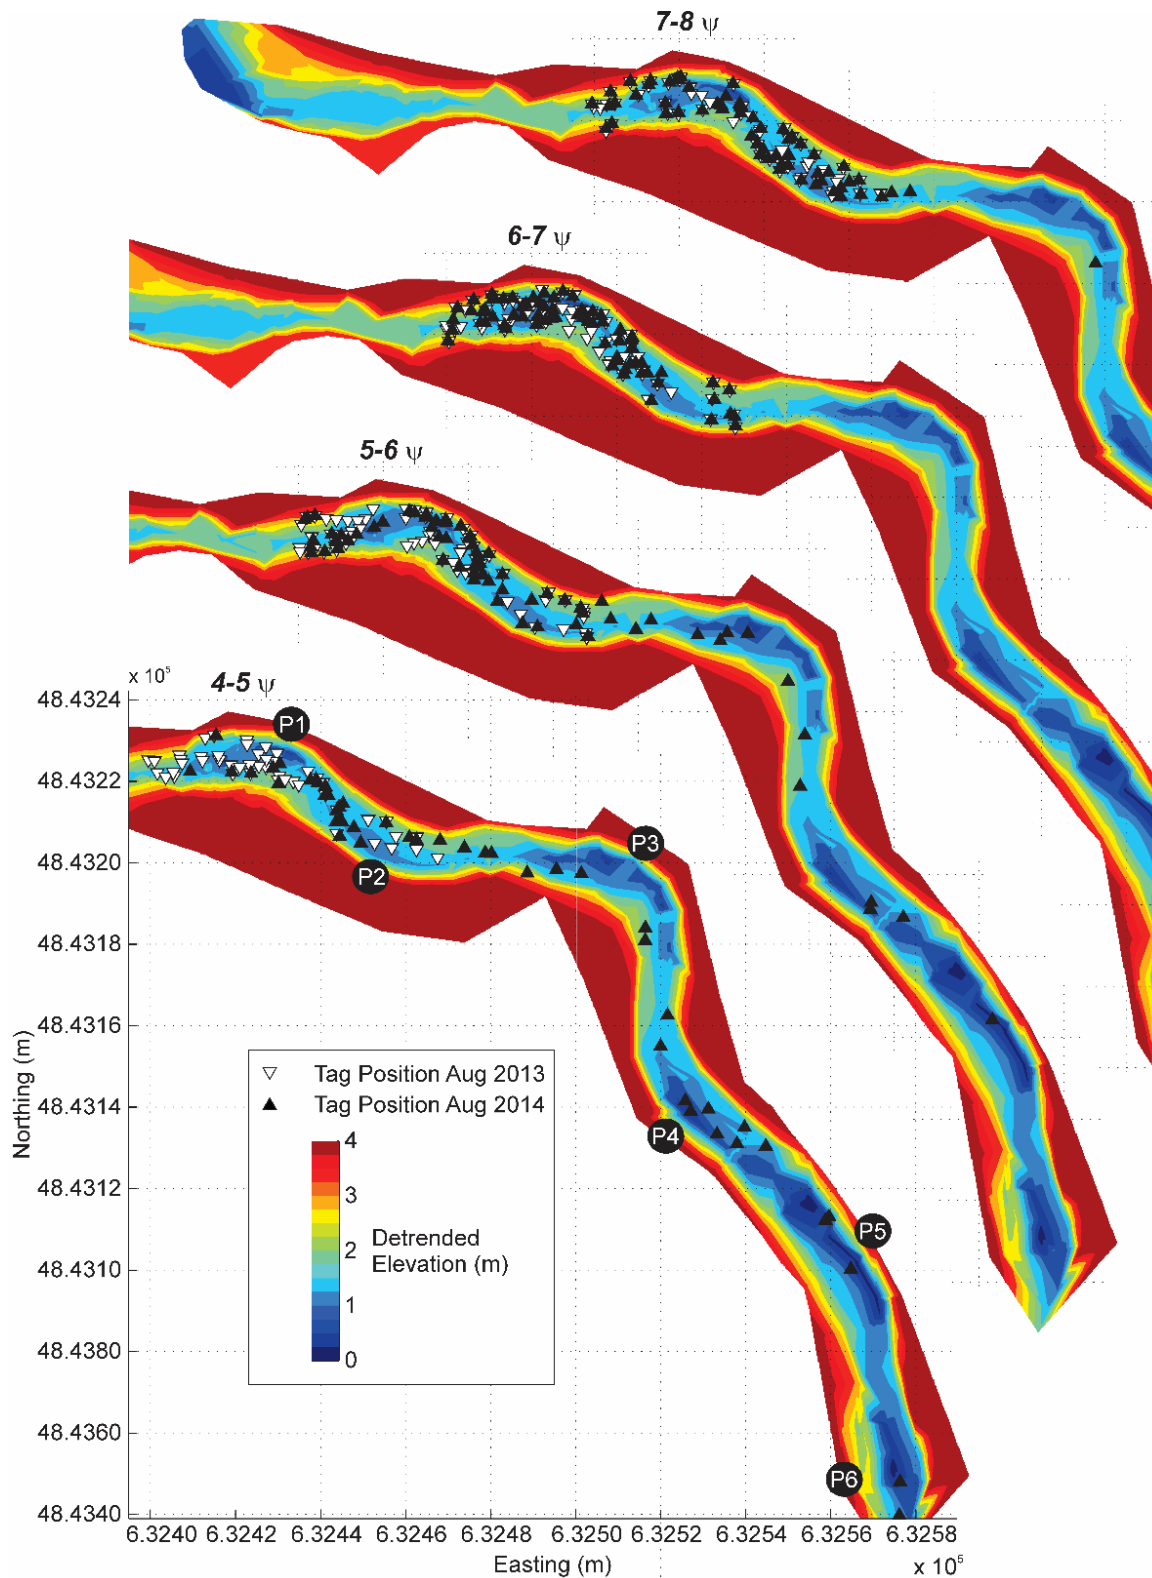 7-8 ψ
6-7 ψ
5-6 ψ
x 10⁵
4-5 ψ
48.4324
48.4322
48.4320
48.4318
48.4316
48.4314
48.4312
48.4310
48.4380
48.4360
48.4340
Northing (m)
P1
P2
P3
P4
P5
P6
Tag Position Aug 2013
Tag Position Aug 2014
4
3
2
1
0
Detrended
Elevation (m)
6.3240 6.3242 6.3244 6.3246 6.3248 6.3250 6.3252 6.3254 6.3256 6.3258
Easting (m)
x 10⁵